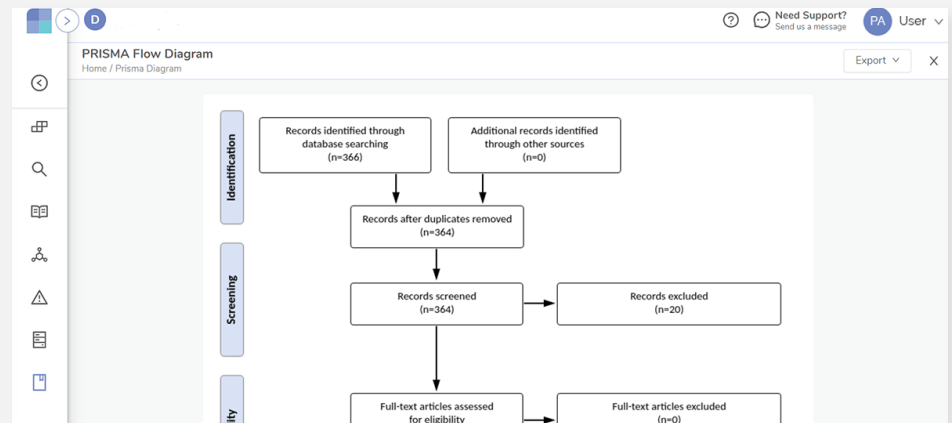 D
Need Support?
Send us a message
PA
User
PRISMA Flow Diagram
Home / Prisma Diagram
Export
X
Identification
Records identified through
database searching
(n=366)
Additional records identified
through other sources
(n=0)
Records after duplicates removed
(n=364)
Screening
Records screened
(n=364)
Records excluded
(n=20)
ity
Full-text articles assessed
for eligibility
Full-text articles excluded
(n=0)